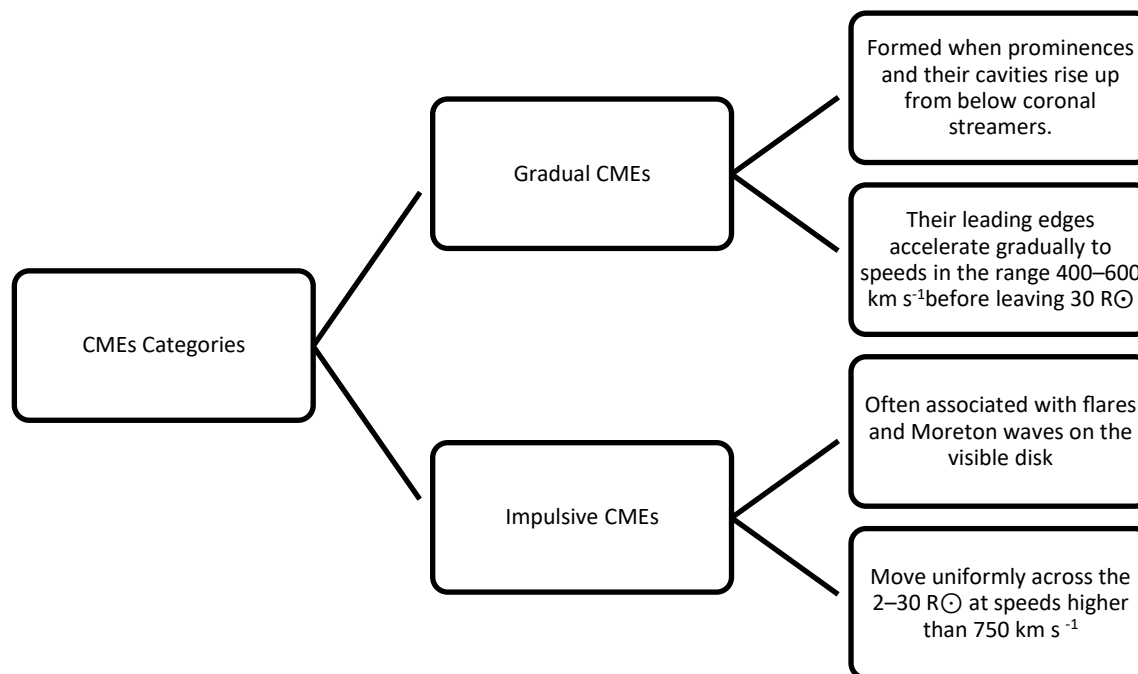 CMEs Categories
Gradual CMEs
Formed when prominences
and their cavities rise up
from below coronal
streamers.
Their leading edges
accelerate gradually to
speeds in the range 400–600
km s⁻¹before leaving 30 R⊙
Impulsive CMEs
Often associated with flares
and Moreton waves on the
visible disk
Move uniformly across the
2–30 R⊙ at speeds higher
than 750 km s ⁻¹